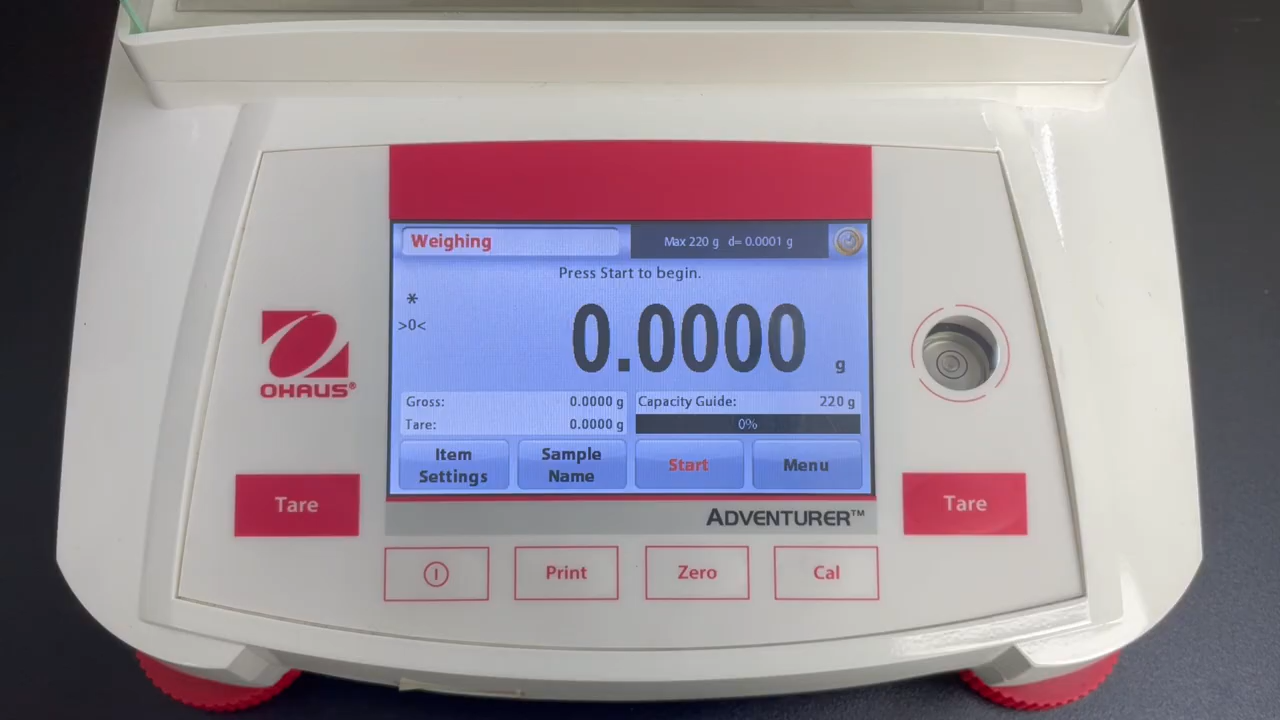 Weighing
Max 220 g d= 0.0001 g
Press Start to begin.
*
>0<
0.0000 g
Gross: 0.0000 g
Tare: 0.0000 g
Capacity Guide: 220 g
0%
Item Settings
Sample Name
Start
Menu
OHAUS®
Tare
Tare
ADVENTURER™
Print
Zero
Cal